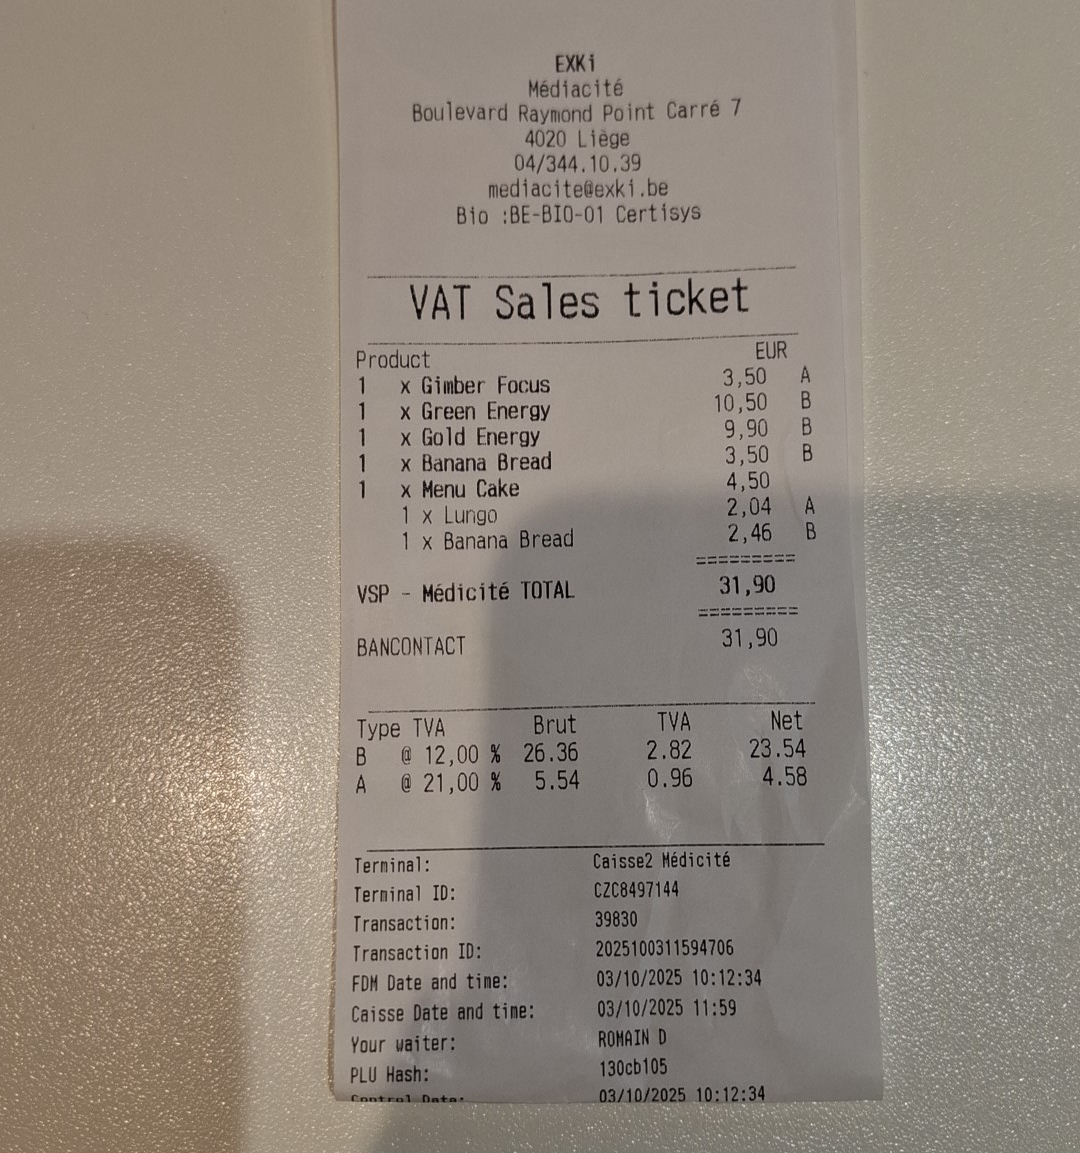 EXKi
Médiacité
Boulevard Raymond Point Carré 7
4020 Liège
04/344.10.39
mediacite@exki.be
Bio :BE-BIO-01 Certisys
VAT Sales ticket
Product EUR
1 x Gimber Focus 3,50 A
1 x Green Energy 10,50 B
1 x Gold Energy 9,90 B
1 x Banana Bread 3,50 B
1 x Menu Cake 4,50
1 x Lungo 2,04 A
1 x Banana Bread 2,46 B
=========
VSP - Médicité TOTAL 31,90
=========
BANCONTACT 31,90
Type TVA Brut TVA Net
B @ 12,00 % 26.36 2.82 23.54
A @ 21,00 % 5.54 0.96 4.58
Terminal: Caisse2 Médicité
Terminal ID: CZC8497144
Transaction: 39830
Transaction ID: 2025100311594706
FDM Date and time: 03/10/2025 10:12:34
Caisse Date and time: 03/10/2025 11:59
Your waiter: ROMAIN D
PLU Hash: 130cb105
Control Data: 03/10/2025 10:12:34